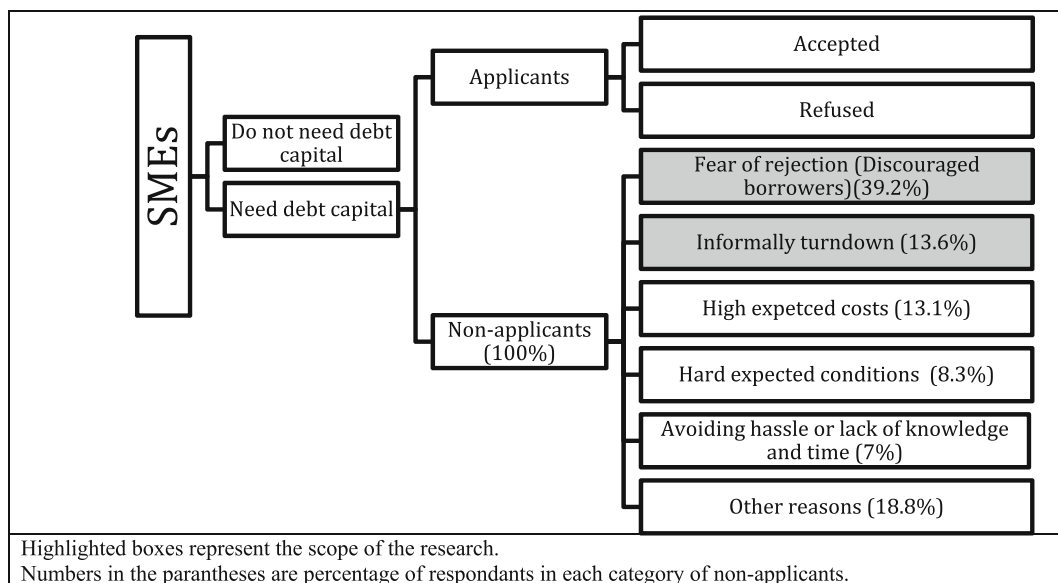 SMEs
Do not need debt
capital
Need debt capital
Applicants
Non-applicants
(100%)
Accepted
Refused
Fear of rejection (Discouraged
borrowers)(39.2%)
Informally turndown (13.6%)
High expetced costs (13.1%)
Hard expected conditions (8.3%)
Avoiding hassle or lack of knowledge
and time (7%)
Other reasons (18.8%)
Highlighted boxes represent the scope of the research.
Numbers in the parantheses are percentage of respondants in each category of non-applicants.